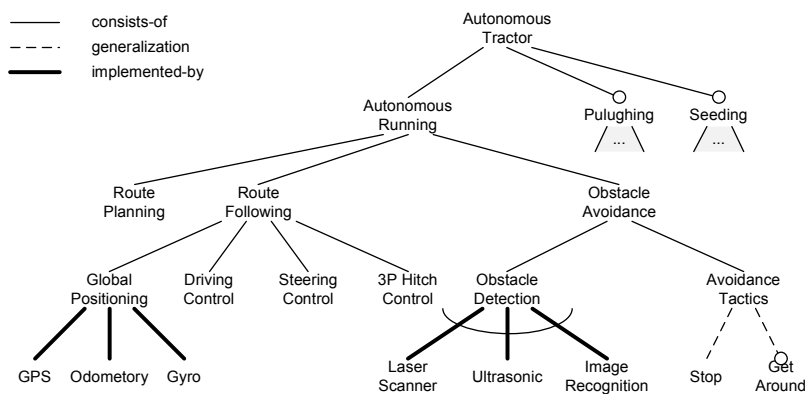 consists-of
generalization
implemented-by
Autonomous
Tractor
Autonomous
Running
Pulughing
...
Seeding
...
Route
Planning
Route
Following
Obstacle
Avoidance
Global
Positioning
Driving
Control
Steering
Control
3P Hitch
Control
Obstacle
Detection
Avoidance
Tactics
GPS
Odometory
Gyro
Laser
Scanner
Ultrasonic
Image
Recognition
Stop
Get
Around